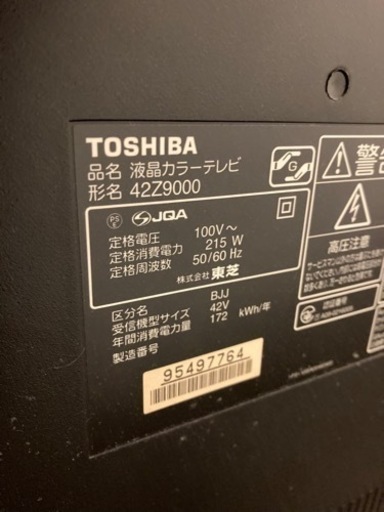 TOSHIBA
品名 液晶カラーテレビ
形名 42Z9000
PS
E
JQA
定格電圧 100V～
定格消費電力 215 W
定格周波数 50/60 Hz
株式会社 東芝
区分名 BJJ
受信機型サイズ 42V
年間消費電力量 172 kWh/年
製造番号
95497764
G
警告
高圧注意